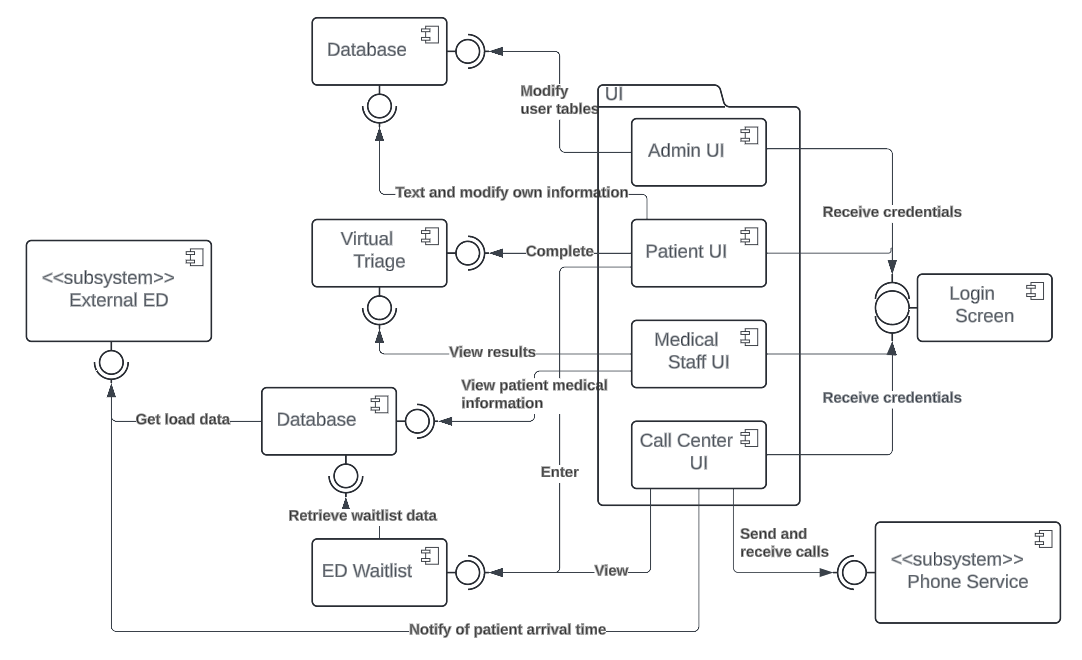 Database
Modify
user tables
UI
Admin UI
Text and modify own information
Receive credentials
Virtual
Triage
Complete
Patient UI
<<subsystem>>
External ED
Login
Screen
View results
Medical
Staff UI
View patient medical
information
Receive credentials
Get load data
Database
Call Center
UI
Enter
Retrieve waitlist data
Send and
receive calls
ED Waitlist
View
<<subsystem>>
Phone Service
Notify of patient arrival time